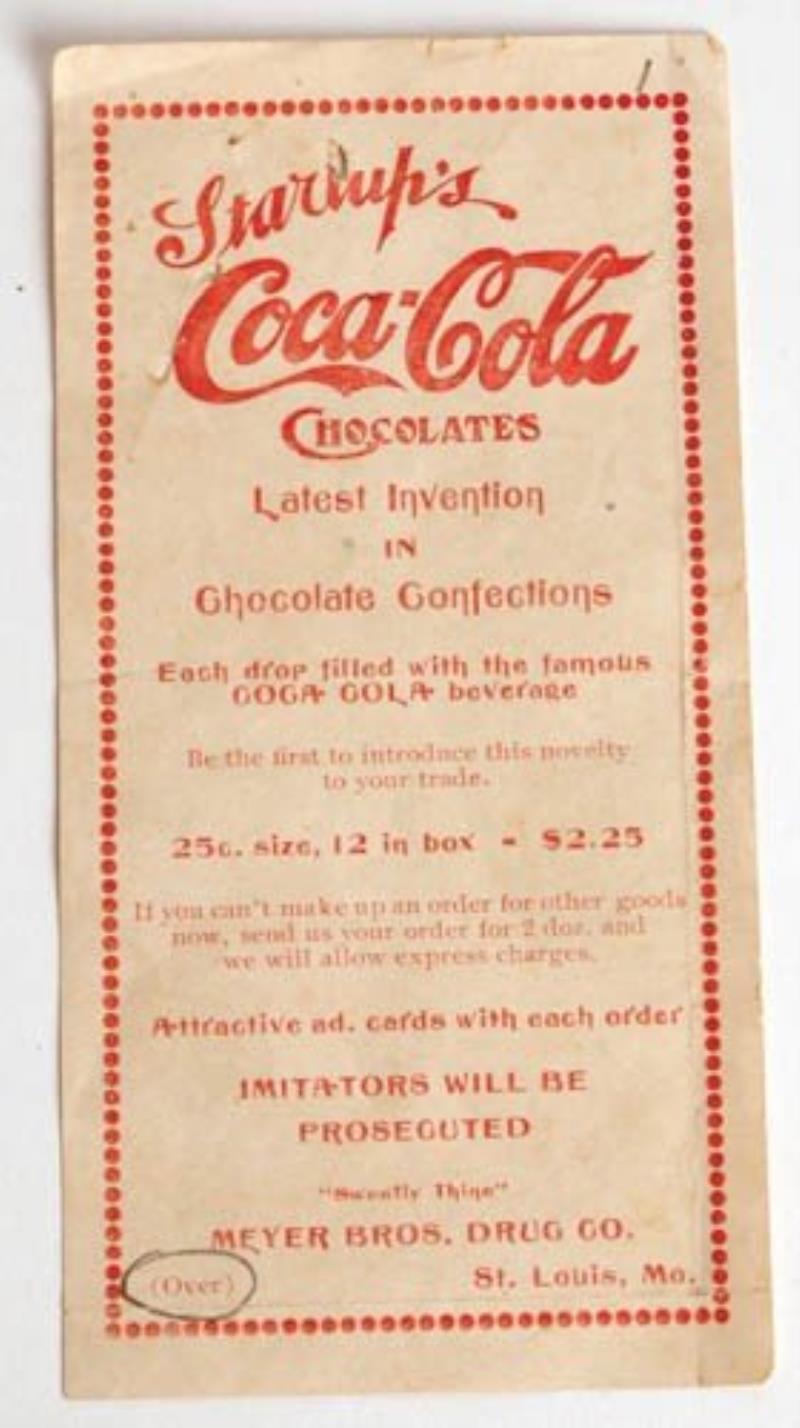 Startup's
Coca-Cola
CHOCOLATES
Latest Invention
IN
Chocolate Confections
Each drop filled with the famous
COCA COLA beverage
Be the first to introduce this novelty
to your trade.
25c. size, 12 in box - $2.25
If you can't make up an order for other goods
now, send us your order for 2 doz. and
we will allow express charges.
Attractive ad. cards with each order
IMITATORS WILL BE
PROSECUTED
"Sweetly Thine"
MEYER BROS. DRUG CO.
(Over) St. Louis, Mo.